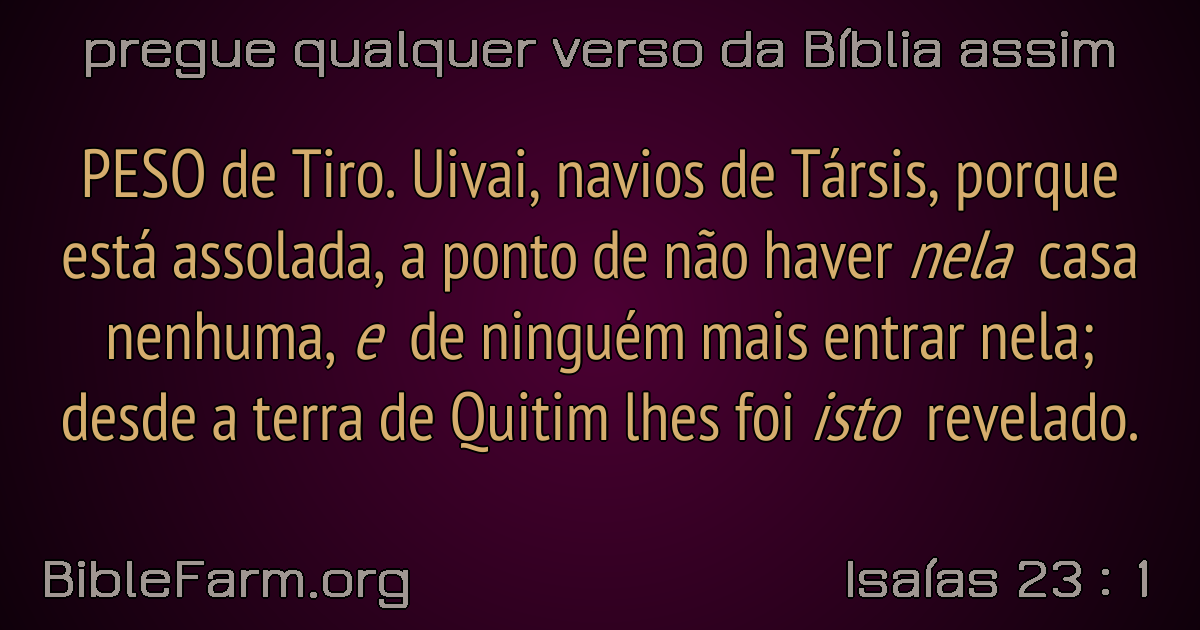 pregue qualquer verso da Bíblia assim
PESO de Tiro. Uivai, navios de Társis, porque
está assolada, a ponto de não haver nela casa
nenhuma, e de ninguém mais entrar nela;
desde a terra de Quitim lhes foi isto revelado.
BibleFarm.org
Isaías 23 : 1